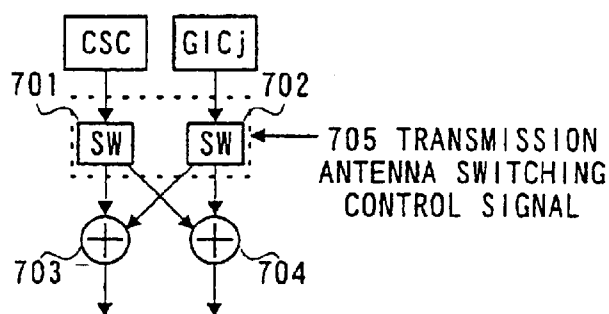 CSC GICj
701 702
SW SW
705 TRANSMISSION
ANTENNA SWITCHING
CONTROL SIGNAL
703 704